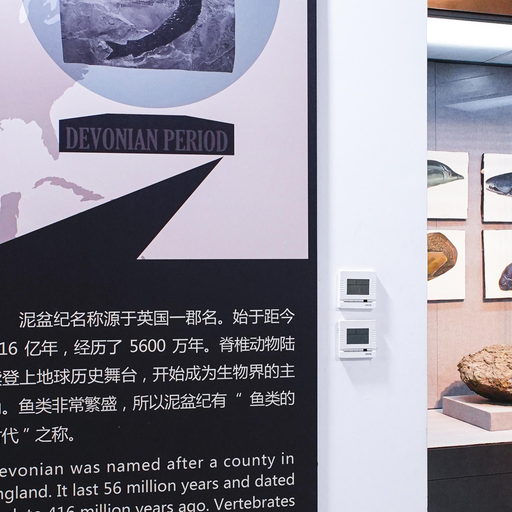 DEVONIAN PERIOD
泥盆纪名称源于英国一郡名。始于距今
16 亿年，经历了 5600 万年。脊椎动物陆
登上地球历史舞台，开始成为生物界的主
。鱼类非常繁盛，所以泥盆纪有“ 鱼类的
代 ” 之称。
evonian was named after a county in
ngland. It last 56 million years and dated
to 416 million years ago. Vertebrates